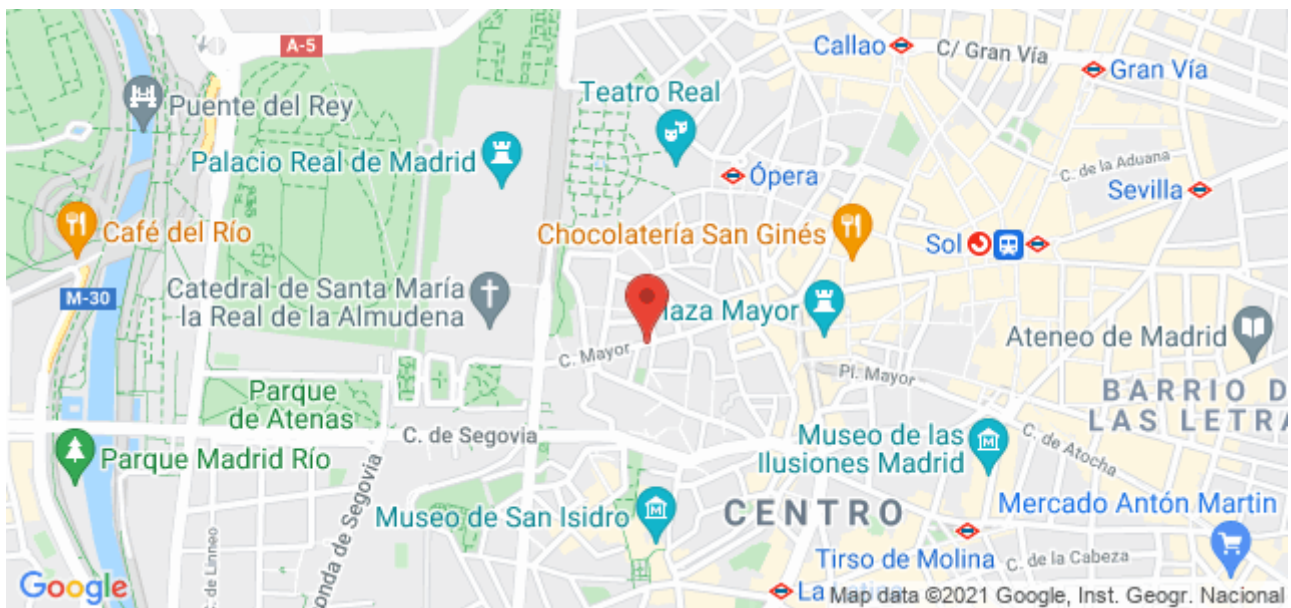 A-5
Callao
C/ Gran Vía
Gran Vía
Puente del Rey
Teatro Real
Palacio Real de Madrid
Ópera
C. de la Aduana
Sevilla
Café del Río
Chocolatería San Ginés
Sol
M-30
Catedral de Santa María
la Real de la Almudena
laza Mayor
Ateneo de Madrid
C. Mayor
Pl. Mayor
BARRIO D
LAS LETRA
Parque
de Atenas
C. de Segovia
Museo de las
Ilusiones Madrid
C. de Atocha
Parque Madrid Río
C. de Linneo
onda de Segovia
Museo de San Isidro
CENTRO
Mercado Antón Martin
Tirso de Molina
C. de la Cabeza
Google
La
Map data ©2021 Google, Inst. Geogr. Nacional